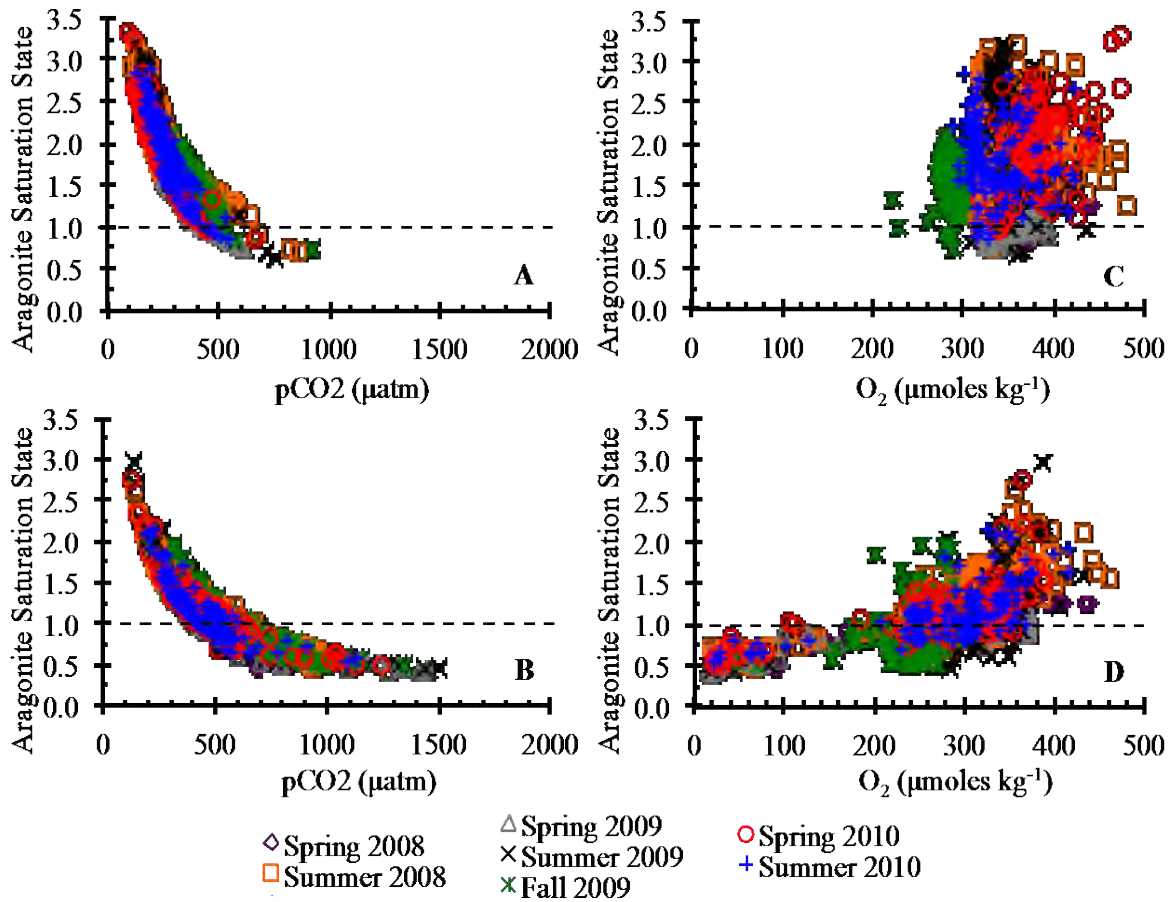 Aragonite Saturation State
3.5
3.0
2.5
2.0
1.5
1.0
0.5
0.0
A
0
500
1000
1500
2000
pCO2 (µatm)
Aragonite Saturation State
3.5
3.0
2.5
2.0
1.5
1.0
0.5
0.0
C
0
100
200
300
400
500
O₂ (µmoles kg⁻¹)
Aragonite Saturation State
3.5
3.0
2.5
2.0
1.5
1.0
0.5
0.0
B
0
500
1000
1500
2000
pCO2 (µatm)
Aragonite Saturation State
3.5
3.0
2.5
2.0
1.5
1.0
0.5
0.0
D
0
100
200
300
400
500
O₂ (µmoles kg⁻¹)
Spring 2008
Summer 2008
Spring 2009
Summer 2009
Fall 2009
Spring 2010
Summer 2010